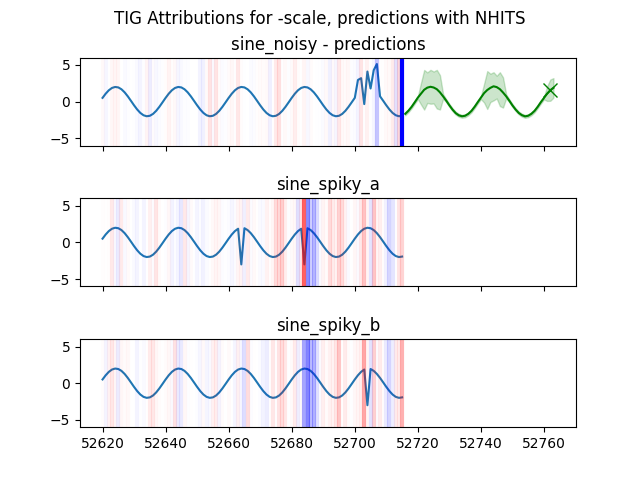 TIG Attributions for -scale, predictions with NHITS
sine_noisy - predictions
5
0
−5
sine_spiky_a
5
0
−5
sine_spiky_b
5
0
−5
52620 52640 52660 52680 52700 52720 52740 52760